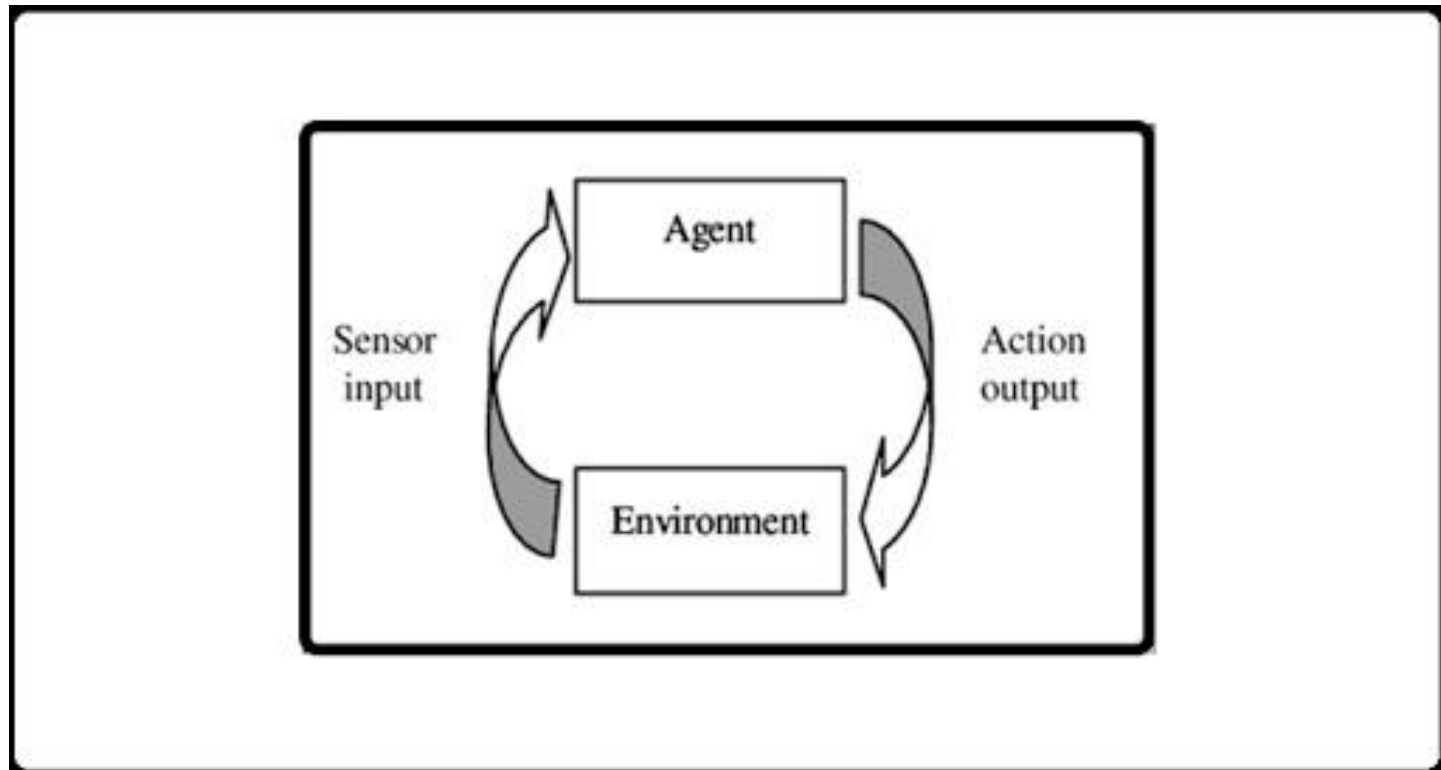 Agent
Sensor
input
Action
output
Environment